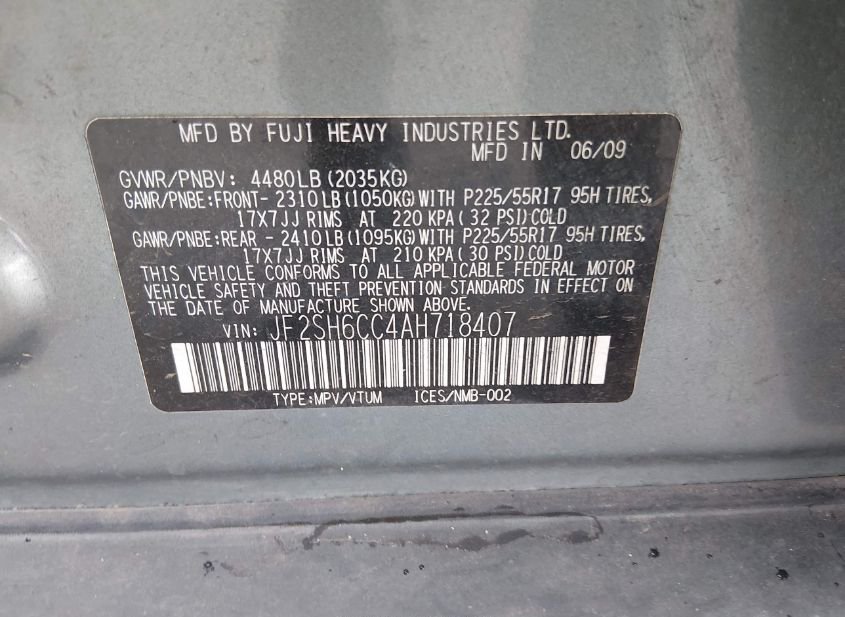 MFD BY FUJI HEAVY INDUSTRIES LTD.
MFD IN 06/09
GVWR/PNBV: 4480LB (2035KG)
GAWR/PNBE:FRONT- 2310LB (1050KG) WITH P225/55R17 95H TIRES,
17X7JJ RIMS AT 220 KPA (32 PSI) COLD
GAWR/PNBE:REAR - 2410LB (1095KG) WITH P225/55R17 95H TIRES,
17X7JJ RIMS AT 210 KPA (30 PSI) COLD
THIS VEHICLE CONFORMS TO ALL APPLICABLE FEDERAL MOTOR
VEHICLE SAFETY AND THEFT PREVENTION STANDARDS IN EFFECT ON
THE DATE OF MANUFACTURE SHOWN ABOVE.
VIN: JF2SH6CC4AH718407
TYPE:MPV/VTUM ICES/NMB-002